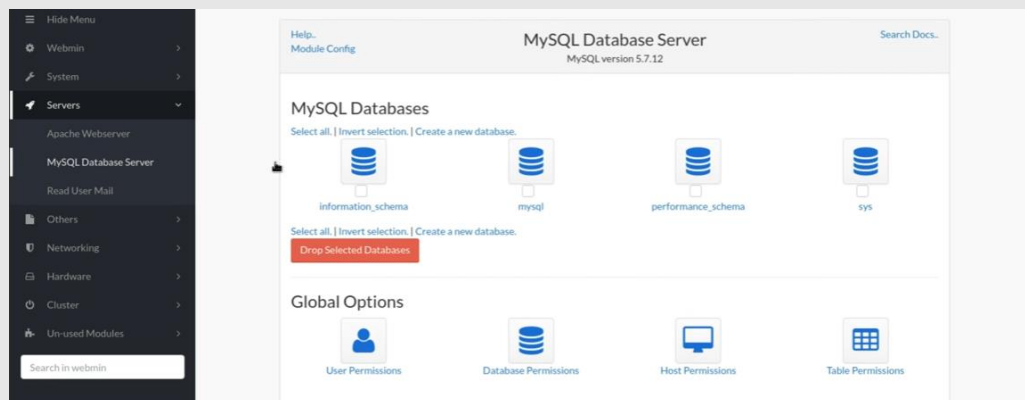 Hide Menu
Webmin
System
Servers
Apache Webserver
MySQL Database Server
Read User Mail
Others
Networking
Hardware
Cluster
Un-used Modules
Search in webmin
Help..
Module Config
MySQL Database Server
MySQL version 5.7.12
Search Docs..
MySQL Databases
Select all. | Invert selection. | Create a new database.
information_schema
mysql
performance_schema
sys
Select all. | Invert selection. | Create a new database.
Drop Selected Databases
Global Options
User Permissions
Database Permissions
Host Permissions
Table Permissions